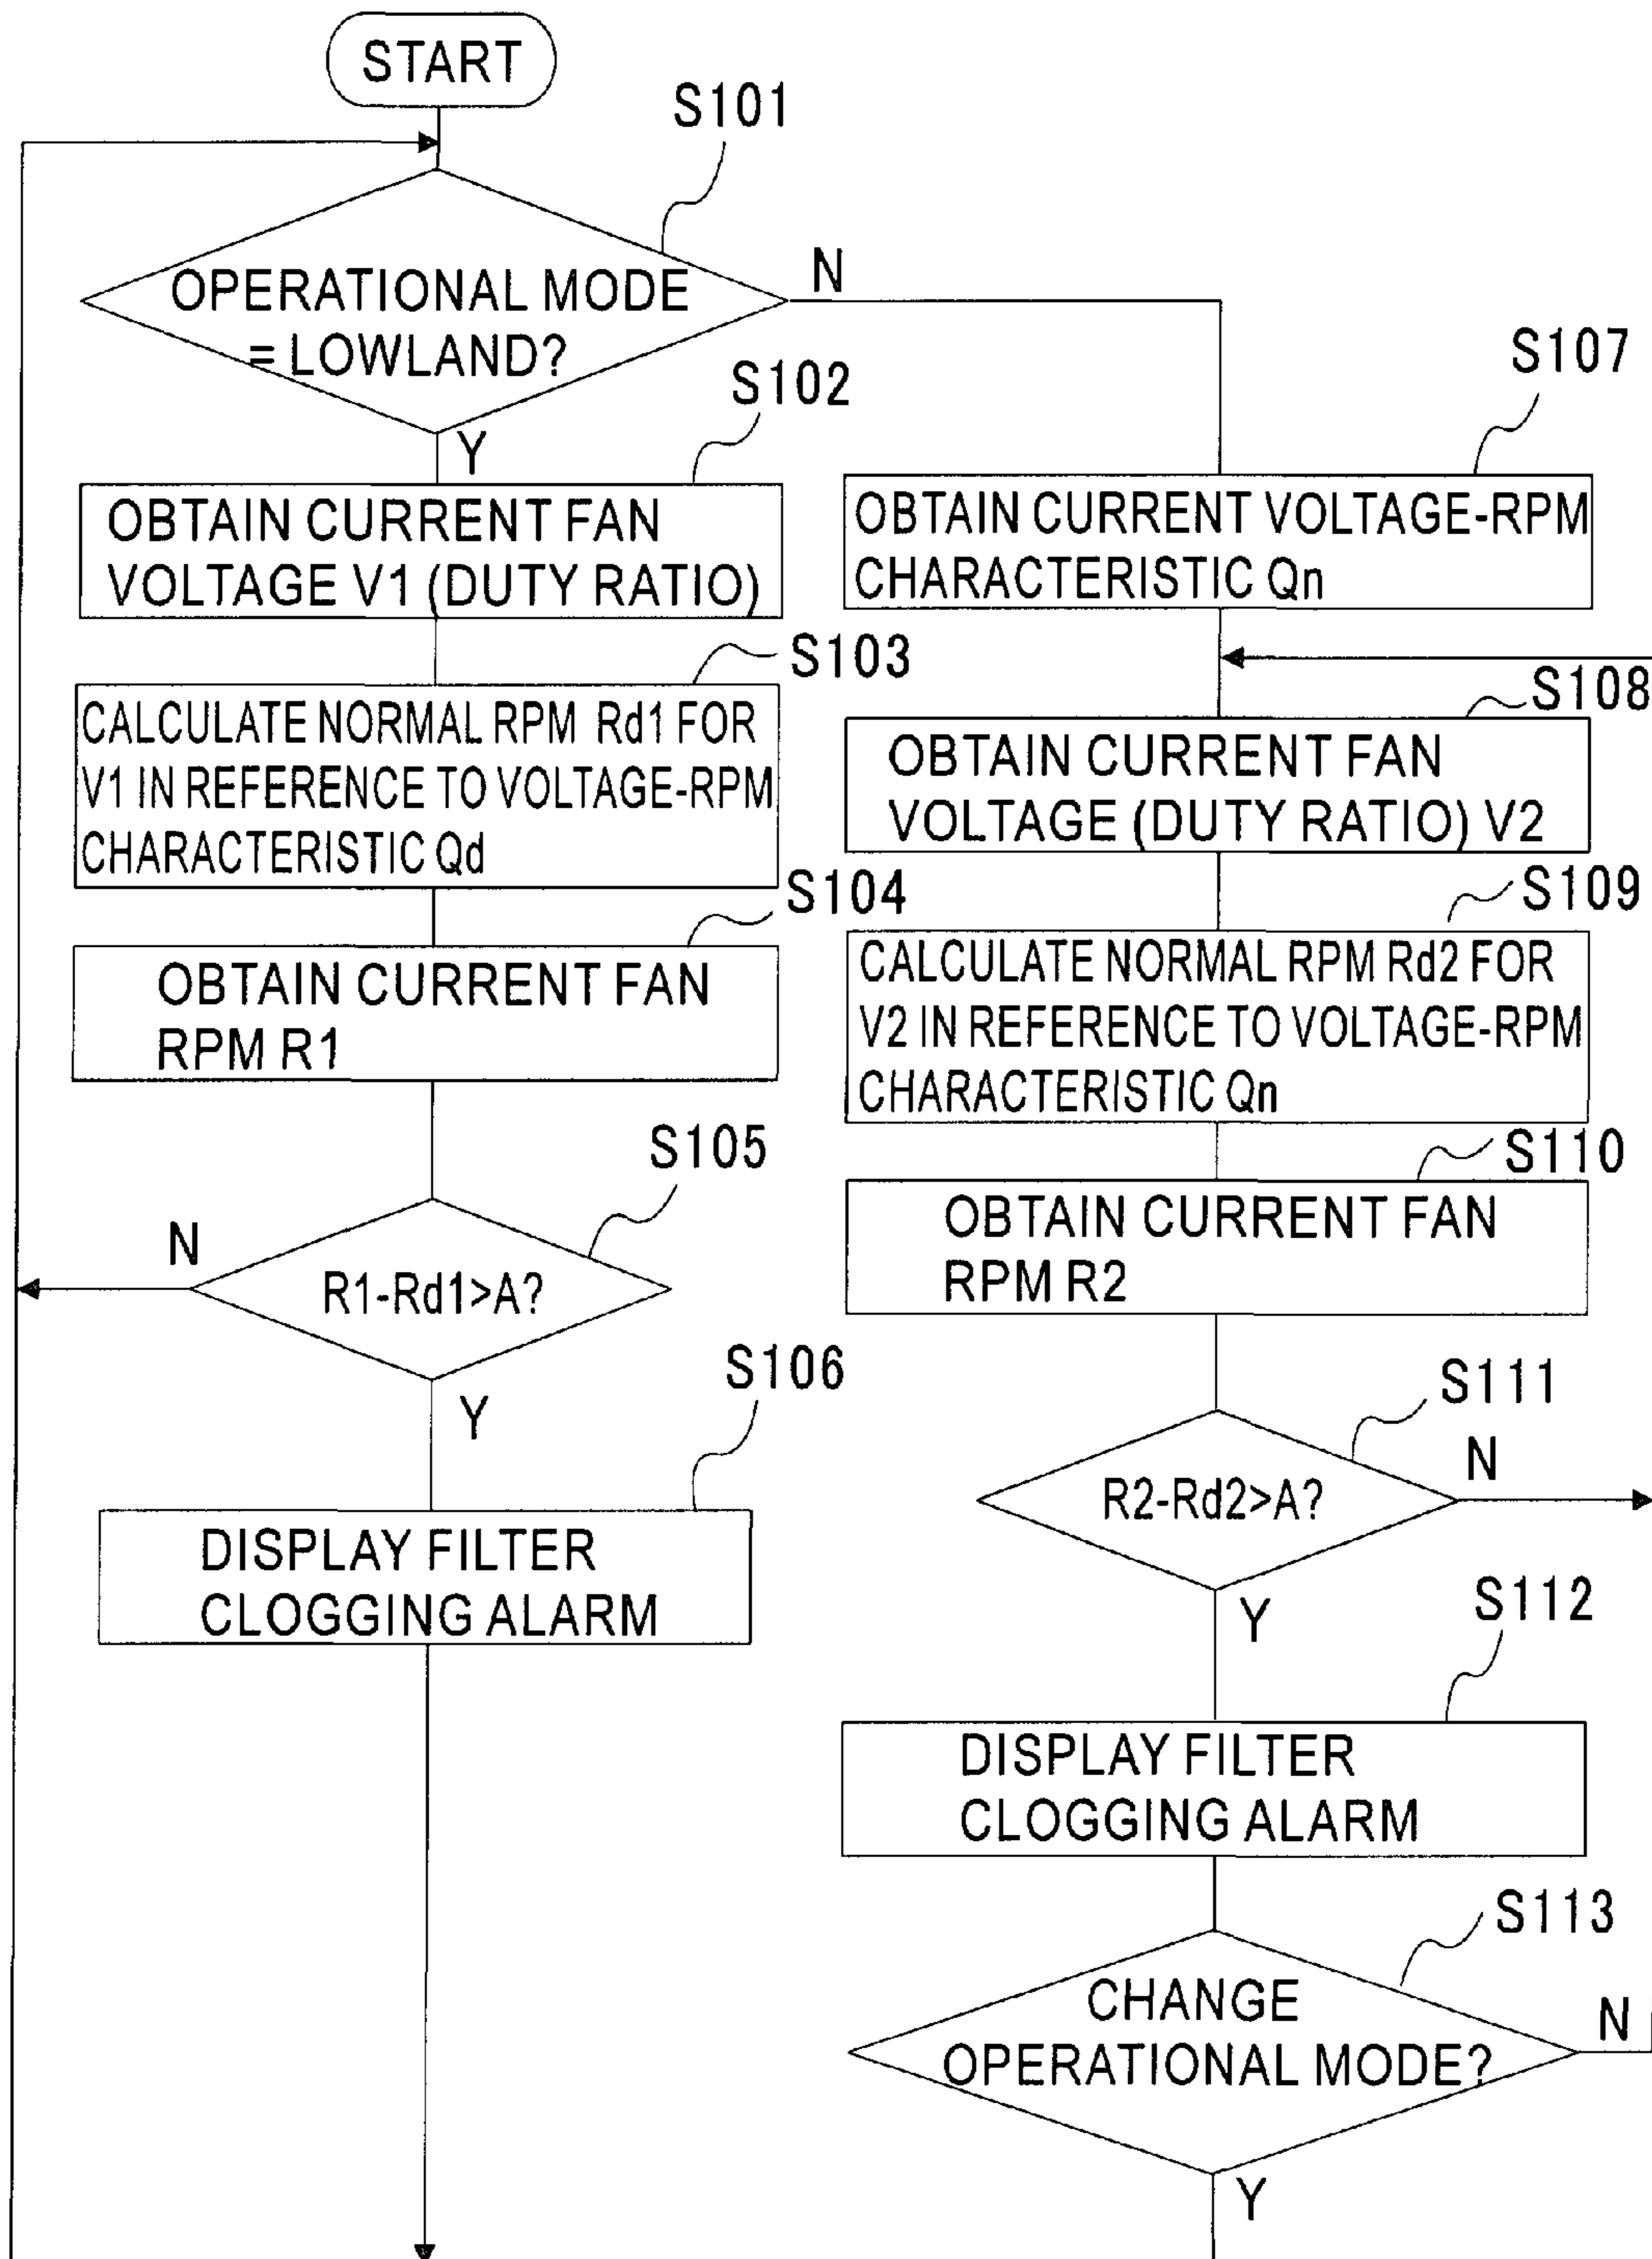 START
S101
OPERATIONAL MODE
= LOWLAND?
N
Y
S102
OBTAIN CURRENT FAN
VOLTAGE V1 (DUTY RATIO)
S103
CALCULATE NORMAL RPM Rd1 FOR
V1 IN REFERENCE TO VOLTAGE-RPM
CHARACTERISTIC Qd
S104
OBTAIN CURRENT FAN
RPM R1
S105
N
R1-Rd1>A?
Y
S106
DISPLAY FILTER
CLOGGING ALARM
S107
OBTAIN CURRENT VOLTAGE-RPM
CHARACTERISTIC Qn
S108
OBTAIN CURRENT FAN
VOLTAGE (DUTY RATIO) V2
S109
CALCULATE NORMAL RPM Rd2 FOR
V2 IN REFERENCE TO VOLTAGE-RPM
CHARACTERISTIC Qn
S110
OBTAIN CURRENT FAN
RPM R2
S111
R2-Rd2>A?
N
Y
S112
DISPLAY FILTER
CLOGGING ALARM
S113
CHANGE
OPERATIONAL MODE?
N
Y